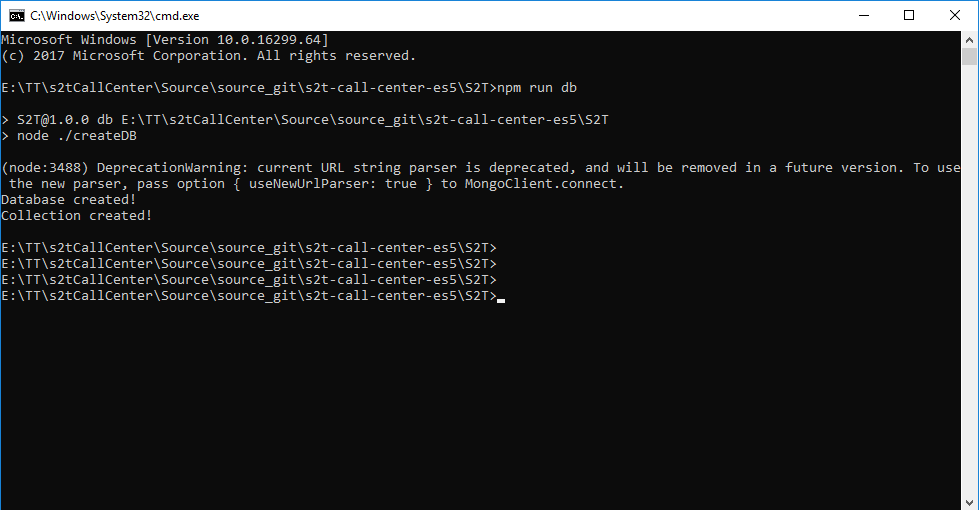 C:\Windows\System32\cmd.exe
Microsoft Windows [Version 10.0.16299.64]
(c) 2017 Microsoft Corporation. All rights reserved.
E:\TT\s2tCallCenter\Source\source_git\s2t-call-center-es5\S2T>npm run db
> S2T@1.0.0 db E:\TT\s2tCallCenter\Source\source_git\s2t-call-center-es5\S2T
> node ./createDB
(node:3488) DeprecationWarning: current URL string parser is deprecated, and will be removed in a future version. To use
 the new parser, pass option { useNewUrlParser: true } to MongoClient.connect.
Database created!
Collection created!
E:\TT\s2tCallCenter\Source\source_git\s2t-call-center-es5\S2T>
E:\TT\s2tCallCenter\Source\source_git\s2t-call-center-es5\S2T>
E:\TT\s2tCallCenter\Source\source_git\s2t-call-center-es5\S2T>
E:\TT\s2tCallCenter\Source\source_git\s2t-call-center-es5\S2T>